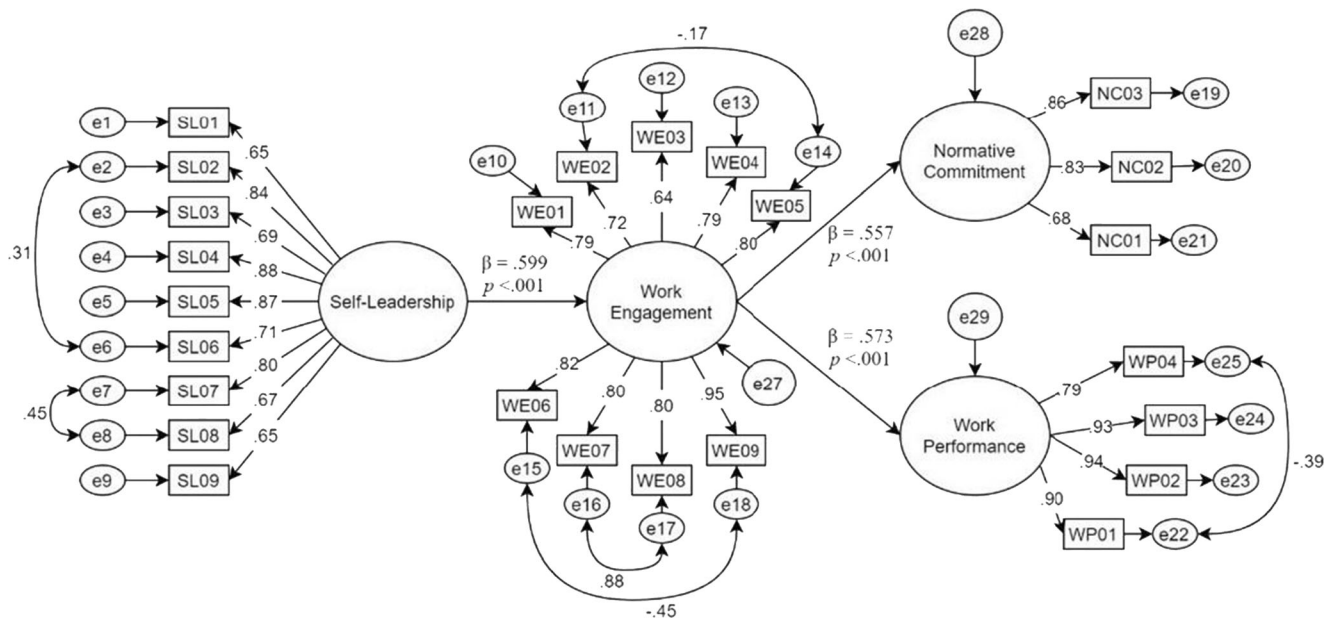 e1
SL01
.65
e2
SL02
.84
e3
SL03
.69
e4
SL04
.88
e5
SL05
.87
e6
SL06
.71
e7
SL07
.80
e8
SL08
.67
e9
SL09
.65
.31
.45
Self-Leadership
β = .599
p <.001
-.17
e10
WE01
.79
e11
WE02
.72
e12
WE03
.64
e13
WE04
.79
e14
WE05
.80
Work
Engagement
e27
.82
WE06
e15
.80
WE07
e16
.80
WE08
e17
.95
WE09
e18
.88
-.45
β = .557
p <.001
β = .573
p <.001
e28
Normative
Commitment
.86
NC03
e19
.83
NC02
e20
.68
NC01
e21
e29
Work
Performance
.79
WP04
e25
.93
WP03
e24
.94
WP02
e23
.90
WP01
e22
-.39